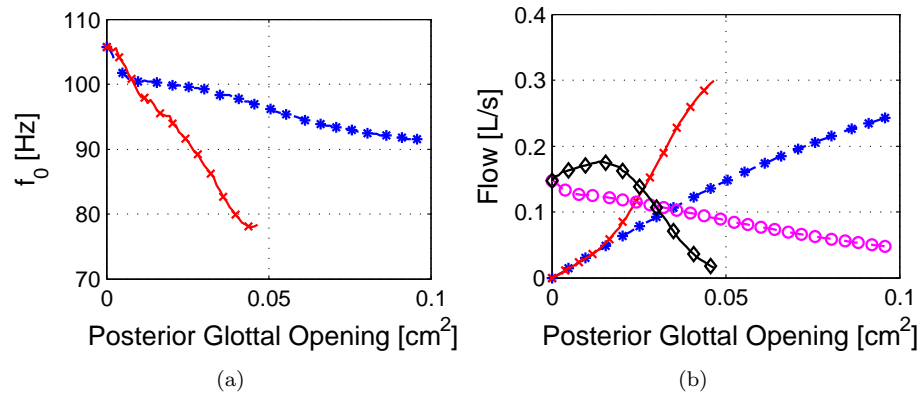 110
100
90
80
70
f₀ [Hz]
0
0.05
0.1
Posterior Glottal Opening [cm²]
(a)
0.4
0.3
0.2
0.1
0
Flow [L/s]
0
0.05
0.1
Posterior Glottal Opening [cm²]
(b)